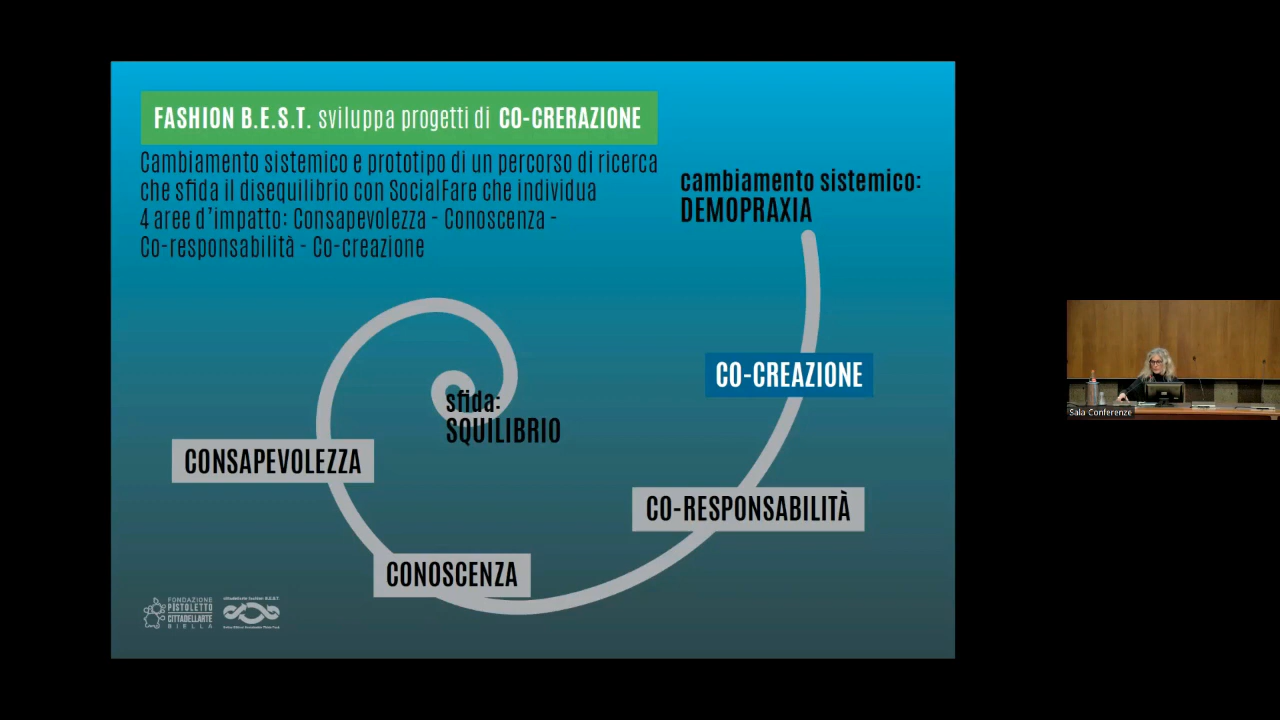 FASHION B.E.S.T. sviluppa progetti di CO-CRERAZIONE
Cambiamento sistemico e prototipo di un percorso di ricerca
che sfida il disequilibrio con SocialFare che individua
4 aree d’impatto: Consapevolezza - Conoscenza -
Co-responsabilità - Co-creazione
cambiamento sistemico:
DEMOPRAXIA
CO-CREAZIONE
sfida:
SQUILIBRIO
CONSAPEVOLEZZA
CO-RESPONSABILITÀ
CONOSCENZA
FONDAZIONE
PISTOLETTO
CITTADELLARTE
BIELLA
Sala Conferenze